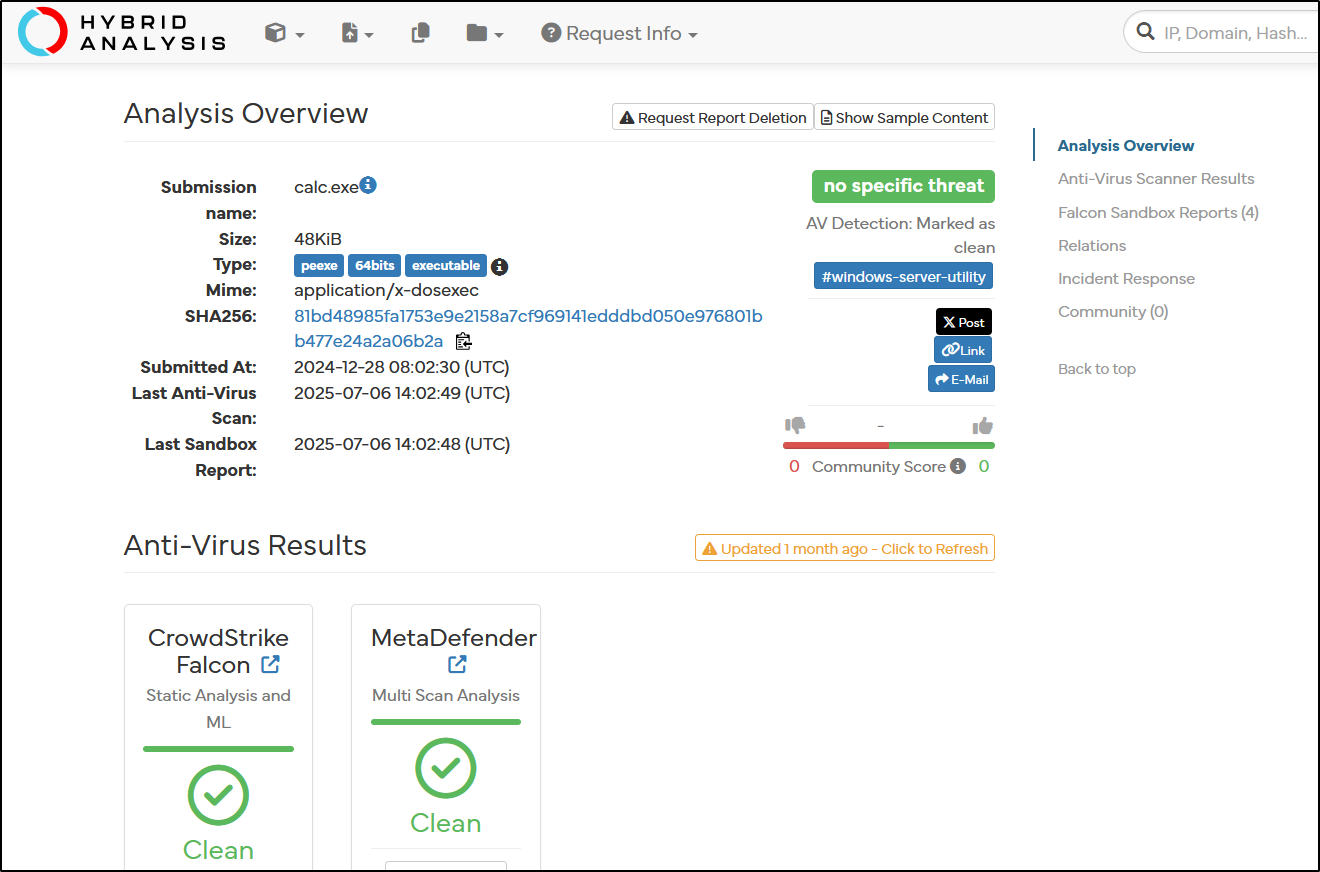 HYBRID
ANALYSIS
Request Info
IP, Domain, Hash...
Analysis Overview
Request Report Deletion
Show Sample Content
Submission name:
calc.exe
Size:
48KiB
Type:
peexe 64bits executable
Mime:
application/x-dosexec
SHA256:
81bd48985fa1753e9e2158a7cf969141edddbd050e976801b
b477e24a2a06b2a
Submitted At:
2024-12-28 08:02:30 (UTC)
Last Anti-Virus Scan:
2025-07-06 14:02:49 (UTC)
Last Sandbox Report:
2025-07-06 14:02:48 (UTC)
no specific threat
AV Detection: Marked as
clean
#windows-server-utility
X Post
Link
E-Mail
-
0 Community Score 0
Analysis Overview
Anti-Virus Scanner Results
Falcon Sandbox Reports (4)
Relations
Incident Response
Community (0)
Back to top
Anti-Virus Results
Updated 1 month ago - Click to Refresh
CrowdStrike
Falcon
Static Analysis and
ML
Clean
MetaDefender
Multi Scan Analysis
Clean